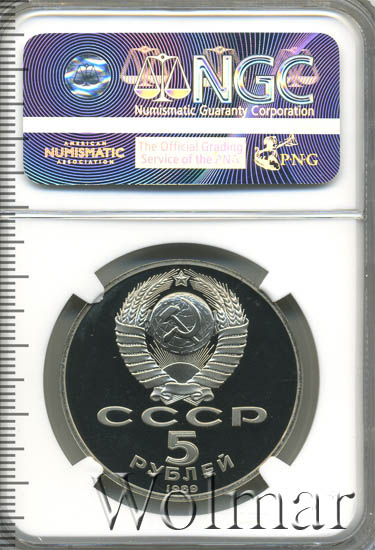 NGC
Numismatic Guaranty Corporation
AMERICAN
NUMISMATIC
ASSOCIATION
The Official Grading
Service of the PNG
PNG
СССР
5
РУБЛЕЙ
1989
Wolmar